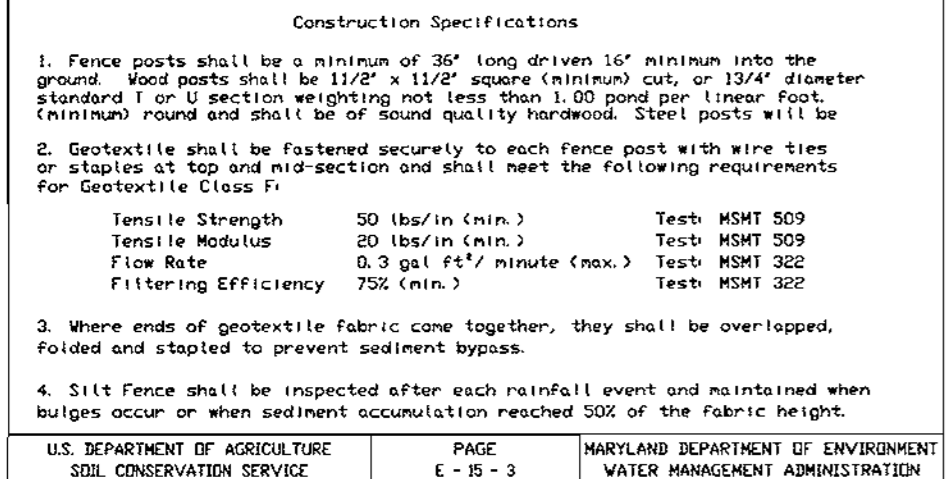 Construction Specifications
1. Fence posts shall be a minimum of 36" long driven 16" minimum into the
ground. Wood posts shall be 11/2" x 11/2" square (minimum) cut, or 13/4" diameter
standard T or U section weighting not less than 1.00 pond per linear foot.
(minimum) round and shall be of sound quality hardwood. Steel posts will be
2. Geotextile shall be fastened securely to each fence post with wire ties
or staples at top and mid-section and shall meet the following requirements
for Geotextile Class F:
Tensile Strength 50 lbs/in (min.) Test: MSMT 509
Tensile Modulus 20 lbs/in (min.) Test: MSMT 509
Flow Rate 0.3 gal ft²/ minute (max.) Test: MSMT 322
Filtering Efficiency 75% (min.) Test: MSMT 322
3. Where ends of geotextile fabric come together, they shall be overlapped,
folded and stapled to prevent sediment bypass.
4. Silt Fence shall be inspected after each rainfall event and maintained when
bulges occur or when sediment accumulation reached 50% of the fabric height.
U.S. DEPARTMENT OF AGRICULTURE PAGE MARYLAND DEPARTMENT OF ENVIRONMENT
SOIL CONSERVATION SERVICE E - 15 - 3 WATER MANAGEMENT ADMINISTRATION